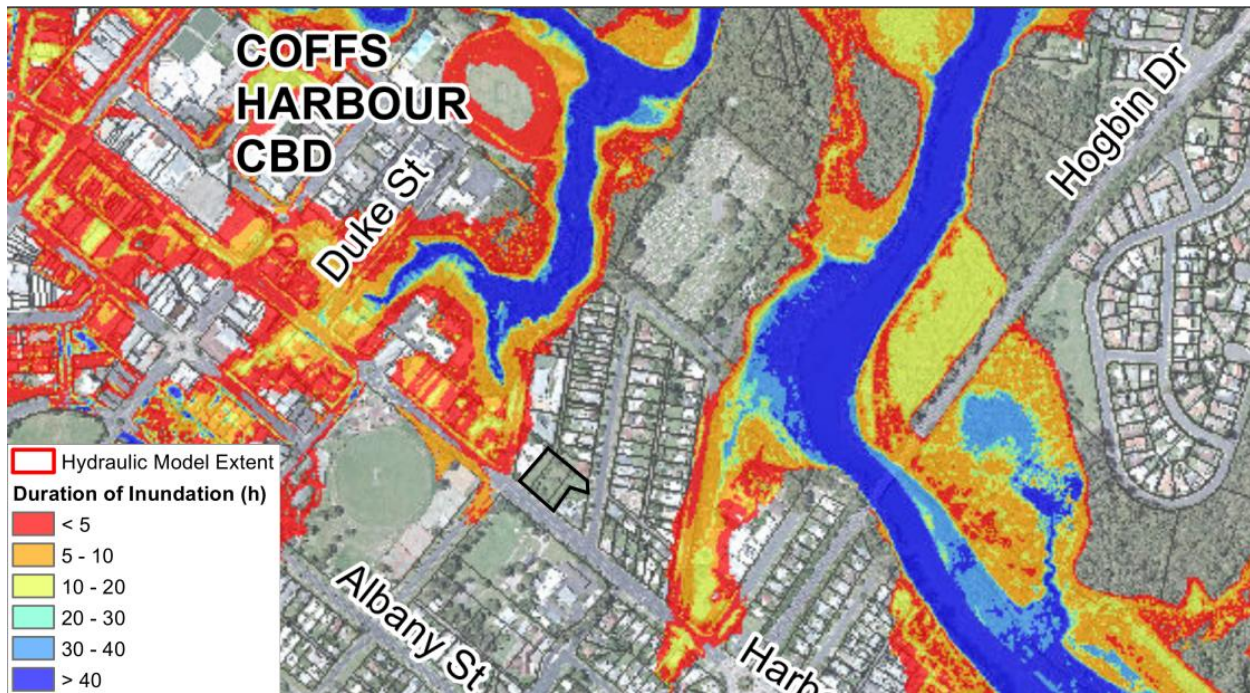 COFFS
HARBOUR
CBD
Duke St
Hogbin Dr
Albany St
Harb
Hydraulic Model Extent
Duration of Inundation (h)
< 5
5 - 10
10 - 20
20 - 30
30 - 40
> 40